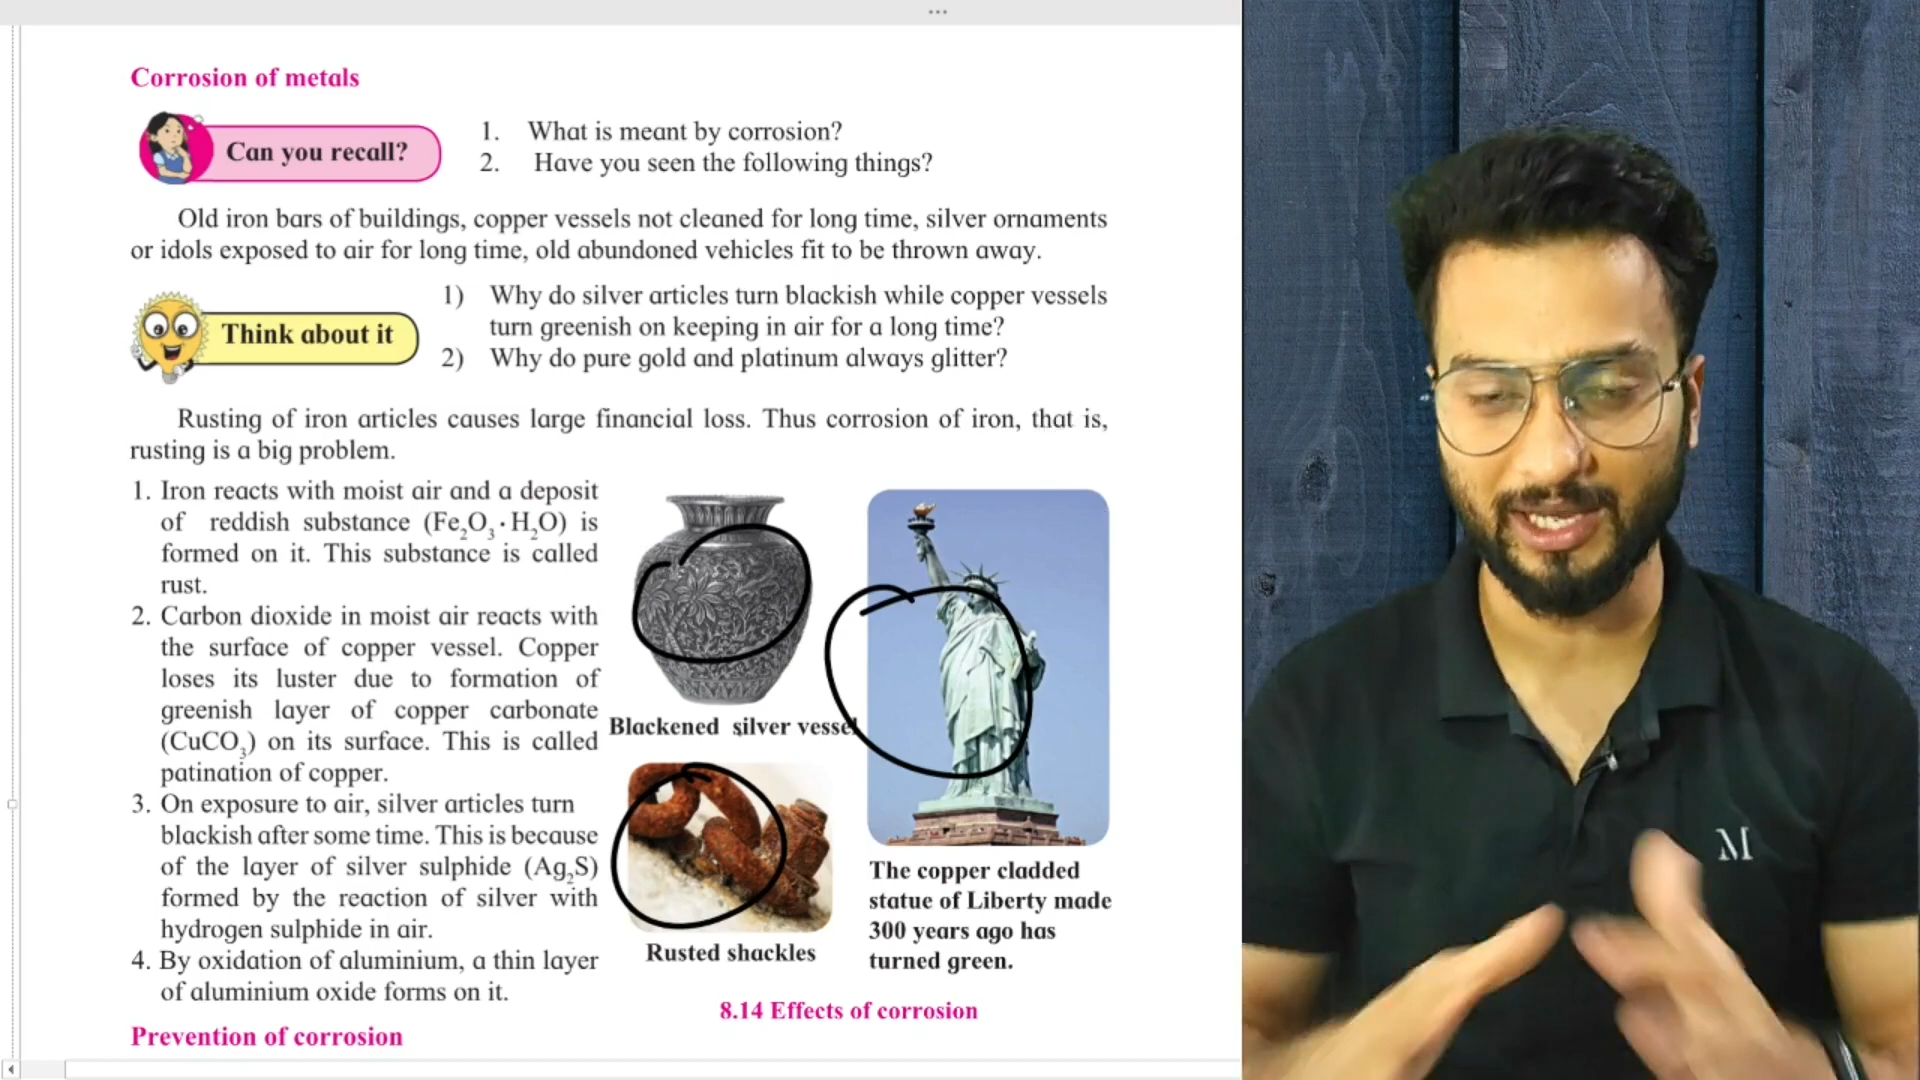 Corrosion of metals
Can you recall?
1. What is meant by corrosion?
2. Have you seen the following things?
Old iron bars of buildings, copper vessels not cleaned for long time, silver ornaments
or idols exposed to air for long time, old abundoned vehicles fit to be thrown away.
Think about it
1) Why do silver articles turn blackish while copper vessels
turn greenish on keeping in air for a long time?
2) Why do pure gold and platinum always glitter?
Rusting of iron articles causes large financial loss. Thus corrosion of iron, that is,
rusting is a big problem.
1. Iron reacts with moist air and a deposit
of reddish substance (Fe₂O₃·H₂O) is
formed on it. This substance is called
rust.
2. Carbon dioxide in moist air reacts with
the surface of copper vessel. Copper
loses its luster due to formation of
greenish layer of copper carbonate
(CuCO₃) on its surface. This is called
patination of copper.
3. On exposure to air, silver articles turn
blackish after some time. This is because
of the layer of silver sulphide (Ag₂S)
formed by the reaction of silver with
hydrogen sulphide in air.
4. By oxidation of aluminium, a thin layer
of aluminium oxide forms on it.
Blackened silver vessel
Rusted shackles
The copper cladded
statue of Liberty made
300 years ago has
turned green.
8.14 Effects of corrosion
Prevention of corrosion
M